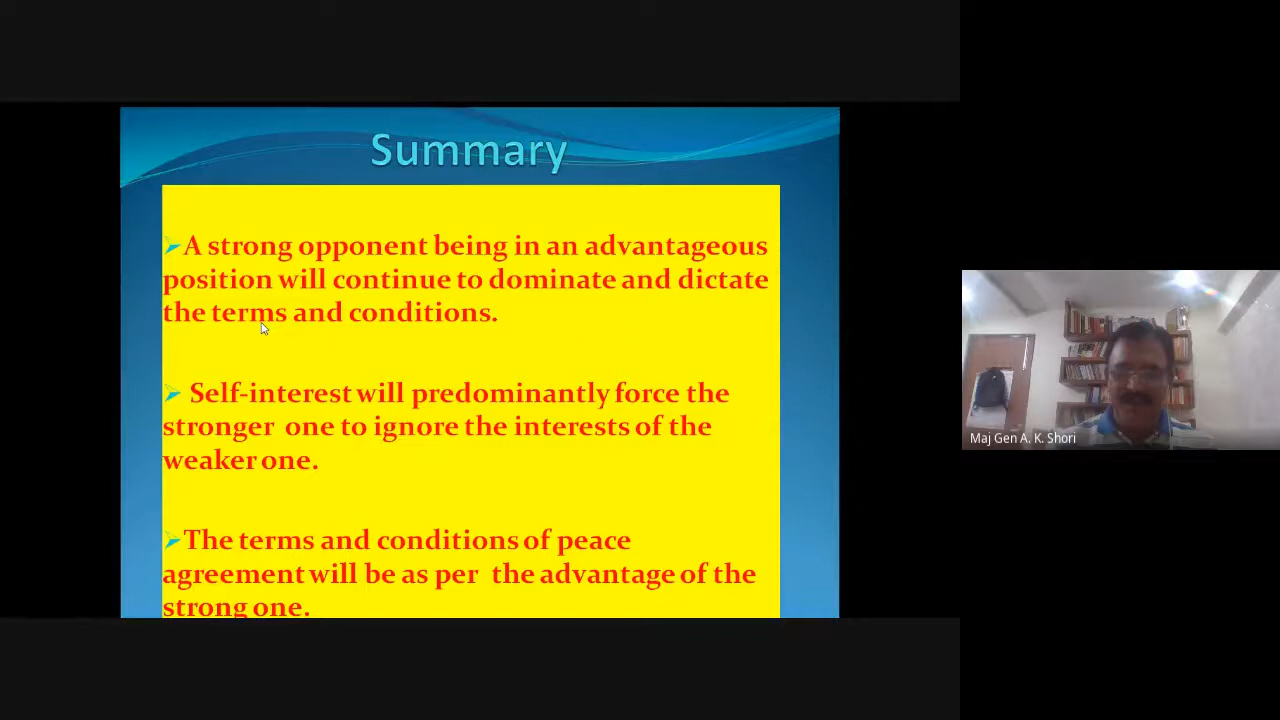 Summary
A strong opponent being in an advantageous
position will continue to dominate and dictate
the terms and conditions.
Self-interest will predominantly force the
stronger one to ignore the interests of the
weaker one.
The terms and conditions of peace
agreement will be as per the advantage of the
strong one.
Maj Gen A. K. Shori